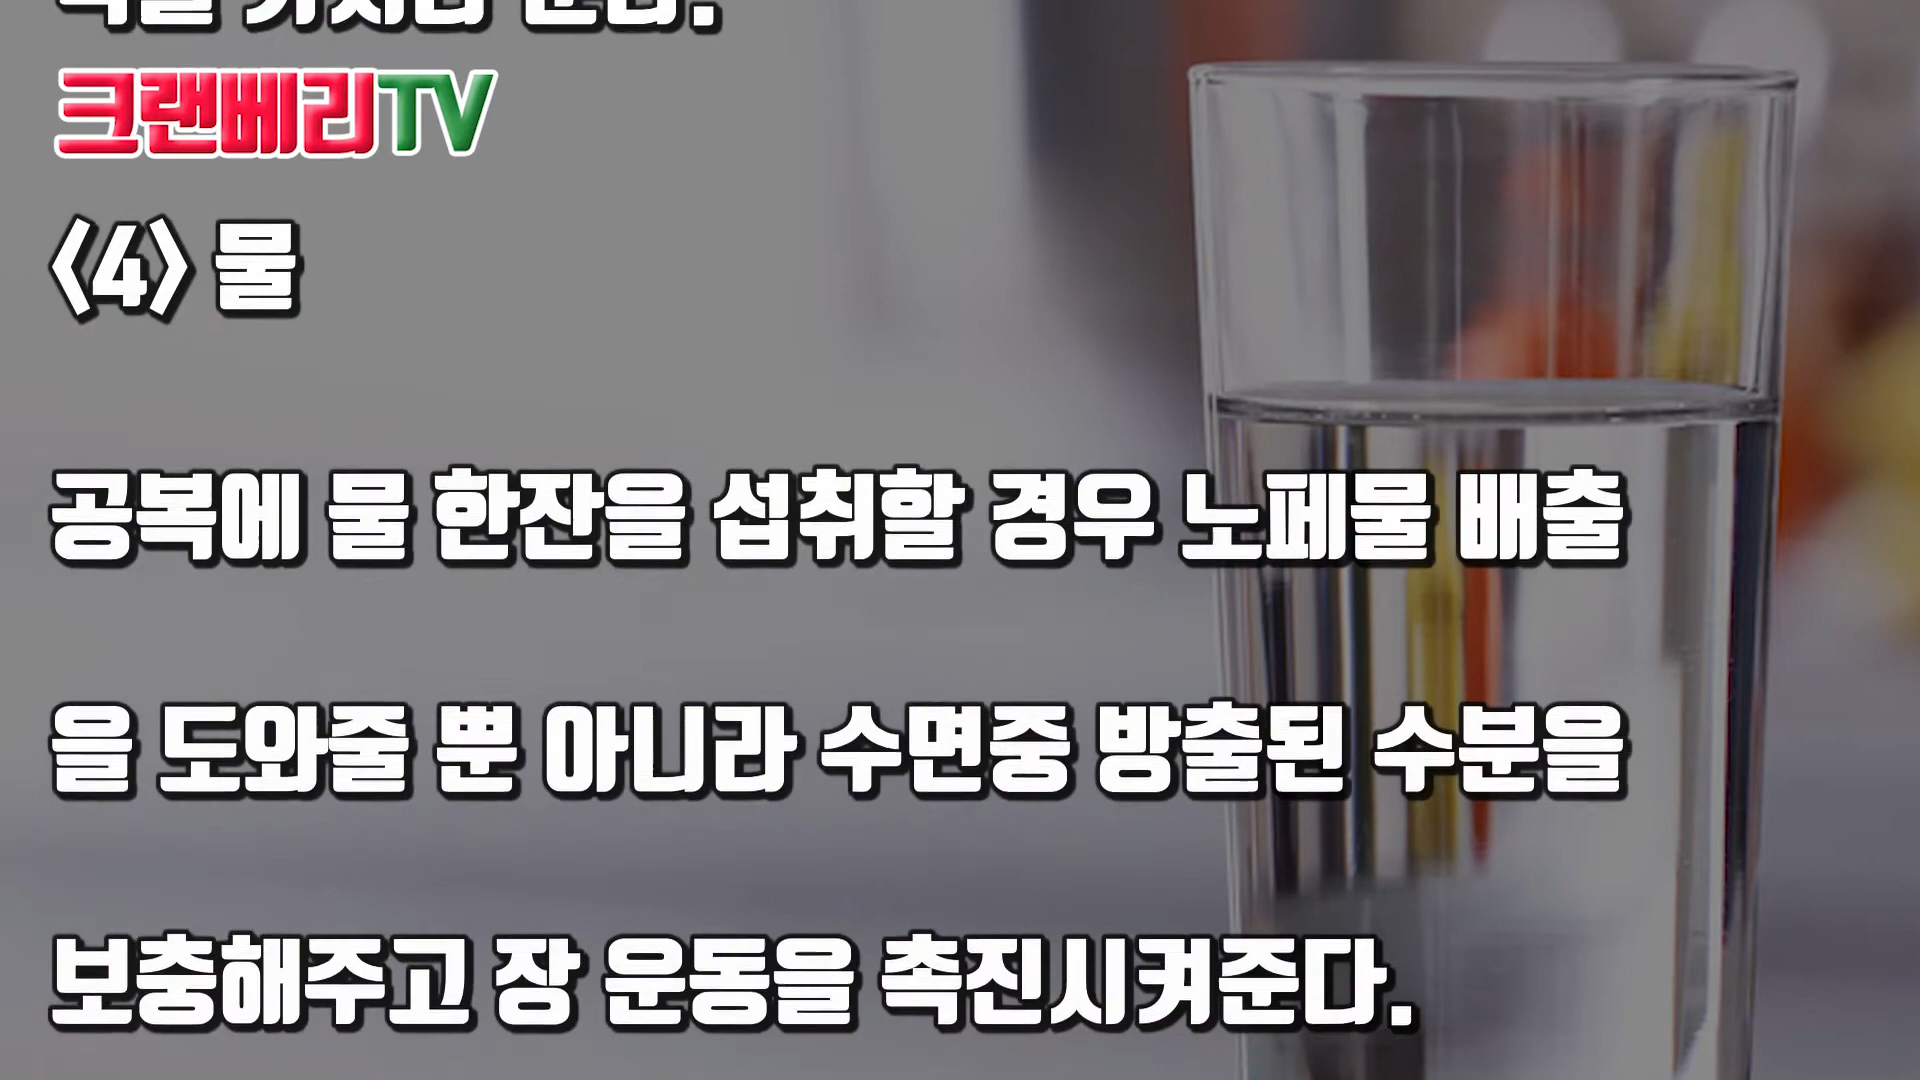 크랜베리TV
〈4〉 물
공복에 물 한잔을 섭취할 경우 노폐물 배출
을 도와줄 뿐 아니라 수면중 방출된 수분을
보충해주고 장 운동을 촉진시켜준다.